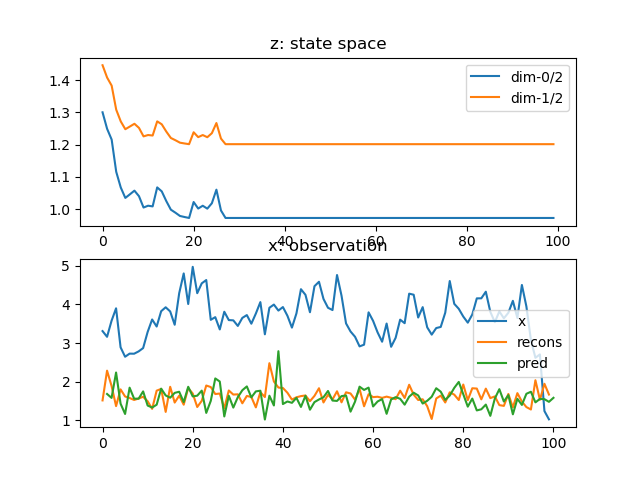 z: state space
1.4
1.3
1.2
1.1
1.0
dim-0/2
dim-1/2
0 20 40 60 80 100
x: observation
5
4
3
2
1
x
recons
pred
0 20 40 60 80 100